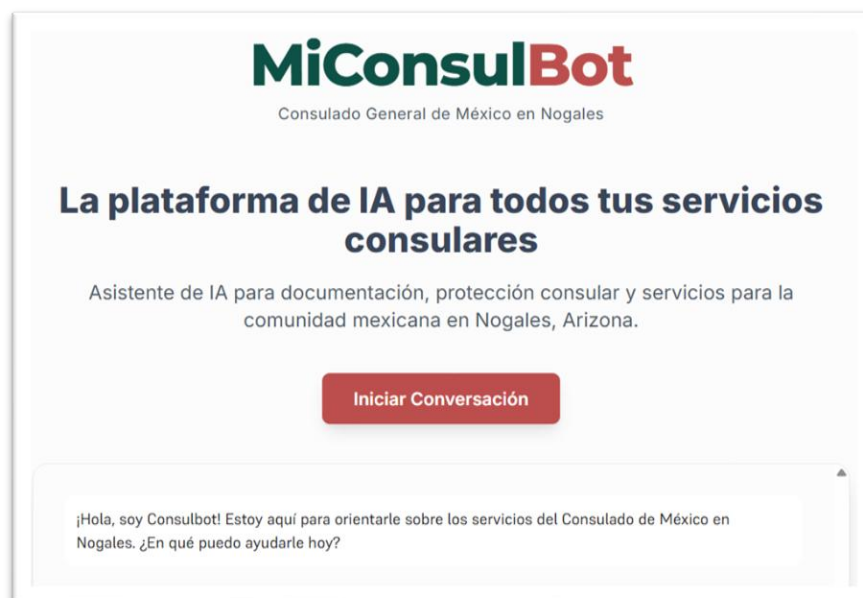 MiConsulBot
Consulado General de México en Nogales
La plataforma de IA para todos tus servicios
consulares
Asistente de IA para documentación, protección consular y servicios para la
comunidad mexicana en Nogales, Arizona.
Iniciar Conversación
¡Hola, soy Consulbot! Estoy aquí para orientarle sobre los servicios del Consulado de México en
Nogales. ¿En qué puedo ayudarle hoy?